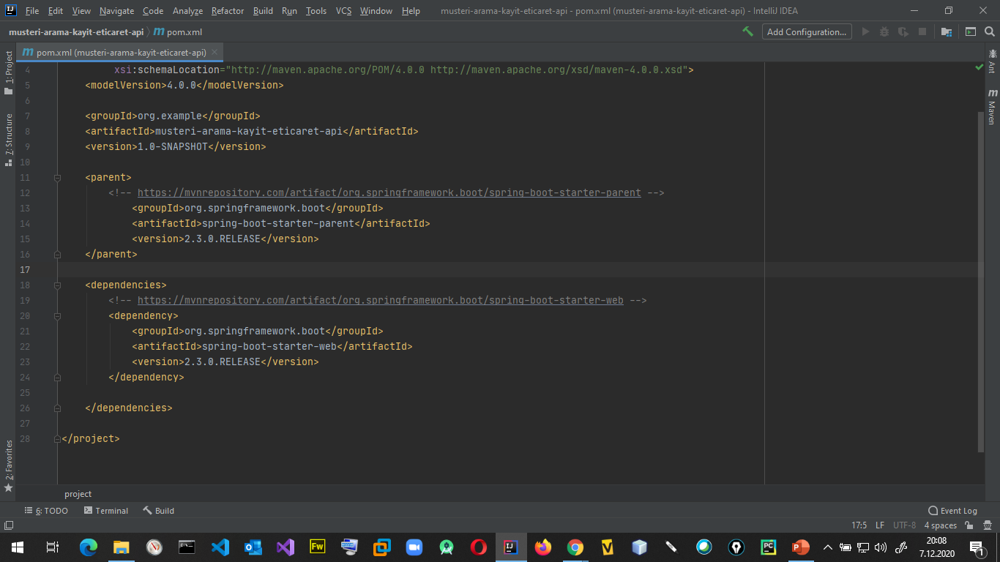 File Edit View Navigate Code Analyze Refactor Build Run Tools VCS Window Help musteri-arama-kayit-eticaret-api - pom.xml (musteri-arama-kayit-eticaret-api) - IntelliJ IDEA
musteri-arama-kayit-eticaret-api pom.xml Add Configuration...
pom.xml (musteri-arama-kayit-eticaret-api)
1: Project
7: Structure
2: Favorites
Ant
Maven
4 xsi:schemaLocation="http://maven.apache.org/POM/4.0.0 http://maven.apache.org/xsd/maven-4.0.0.xsd">
5 <modelVersion>4.0.0</modelVersion>
6
7 <groupId>org.example</groupId>
8 <artifactId>musteri-arama-kayit-eticaret-api</artifactId>
9 <version>1.0-SNAPSHOT</version>
10
11 <parent>
12 <!-- https://mvnrepository.com/artifact/org.springframework.boot/spring-boot-starter-parent -->
13 <groupId>org.springframework.boot</groupId>
14 <artifactId>spring-boot-starter-parent</artifactId>
15 <version>2.3.0.RELEASE</version>
16 </parent>
17
18 <dependencies>
19 <!-- https://mvnrepository.com/artifact/org.springframework.boot/spring-boot-starter-web -->
20 <dependency>
21 <groupId>org.springframework.boot</groupId>
22 <artifactId>spring-boot-starter-web</artifactId>
23 <version>2.3.0.RELEASE</version>
24 </dependency>
25
26 </dependencies>
27
28 </project>
project
6: TODO Terminal Build Event Log
17:5 LF UTF-8 4 spaces
20:08
7.12.2020